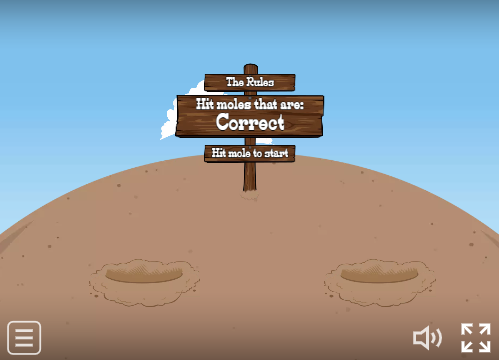 The Rules
Hit moles that are:
Correct
Hit mole to start